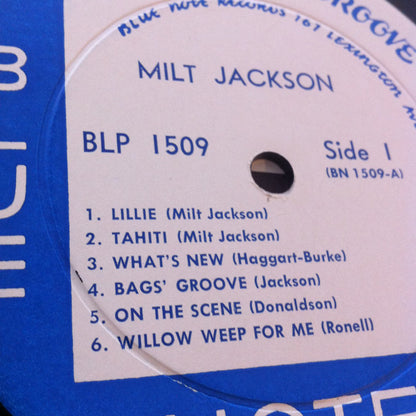 GROOVE
BLUE NOTE RECORDS 767 LEXINGTON
MILT JACKSON
BLP 1509
Side 1
(BN 1509-A)
1. LILLIE (Milt Jackson)
2. TAHITI (Milt Jackson)
3. WHAT'S NEW (Haggart-Burke)
4. BAGS' GROOVE (Jackson)
5. ON THE SCENE (Donaldson)
6. WILLOW WEEP FOR ME (Ronell)